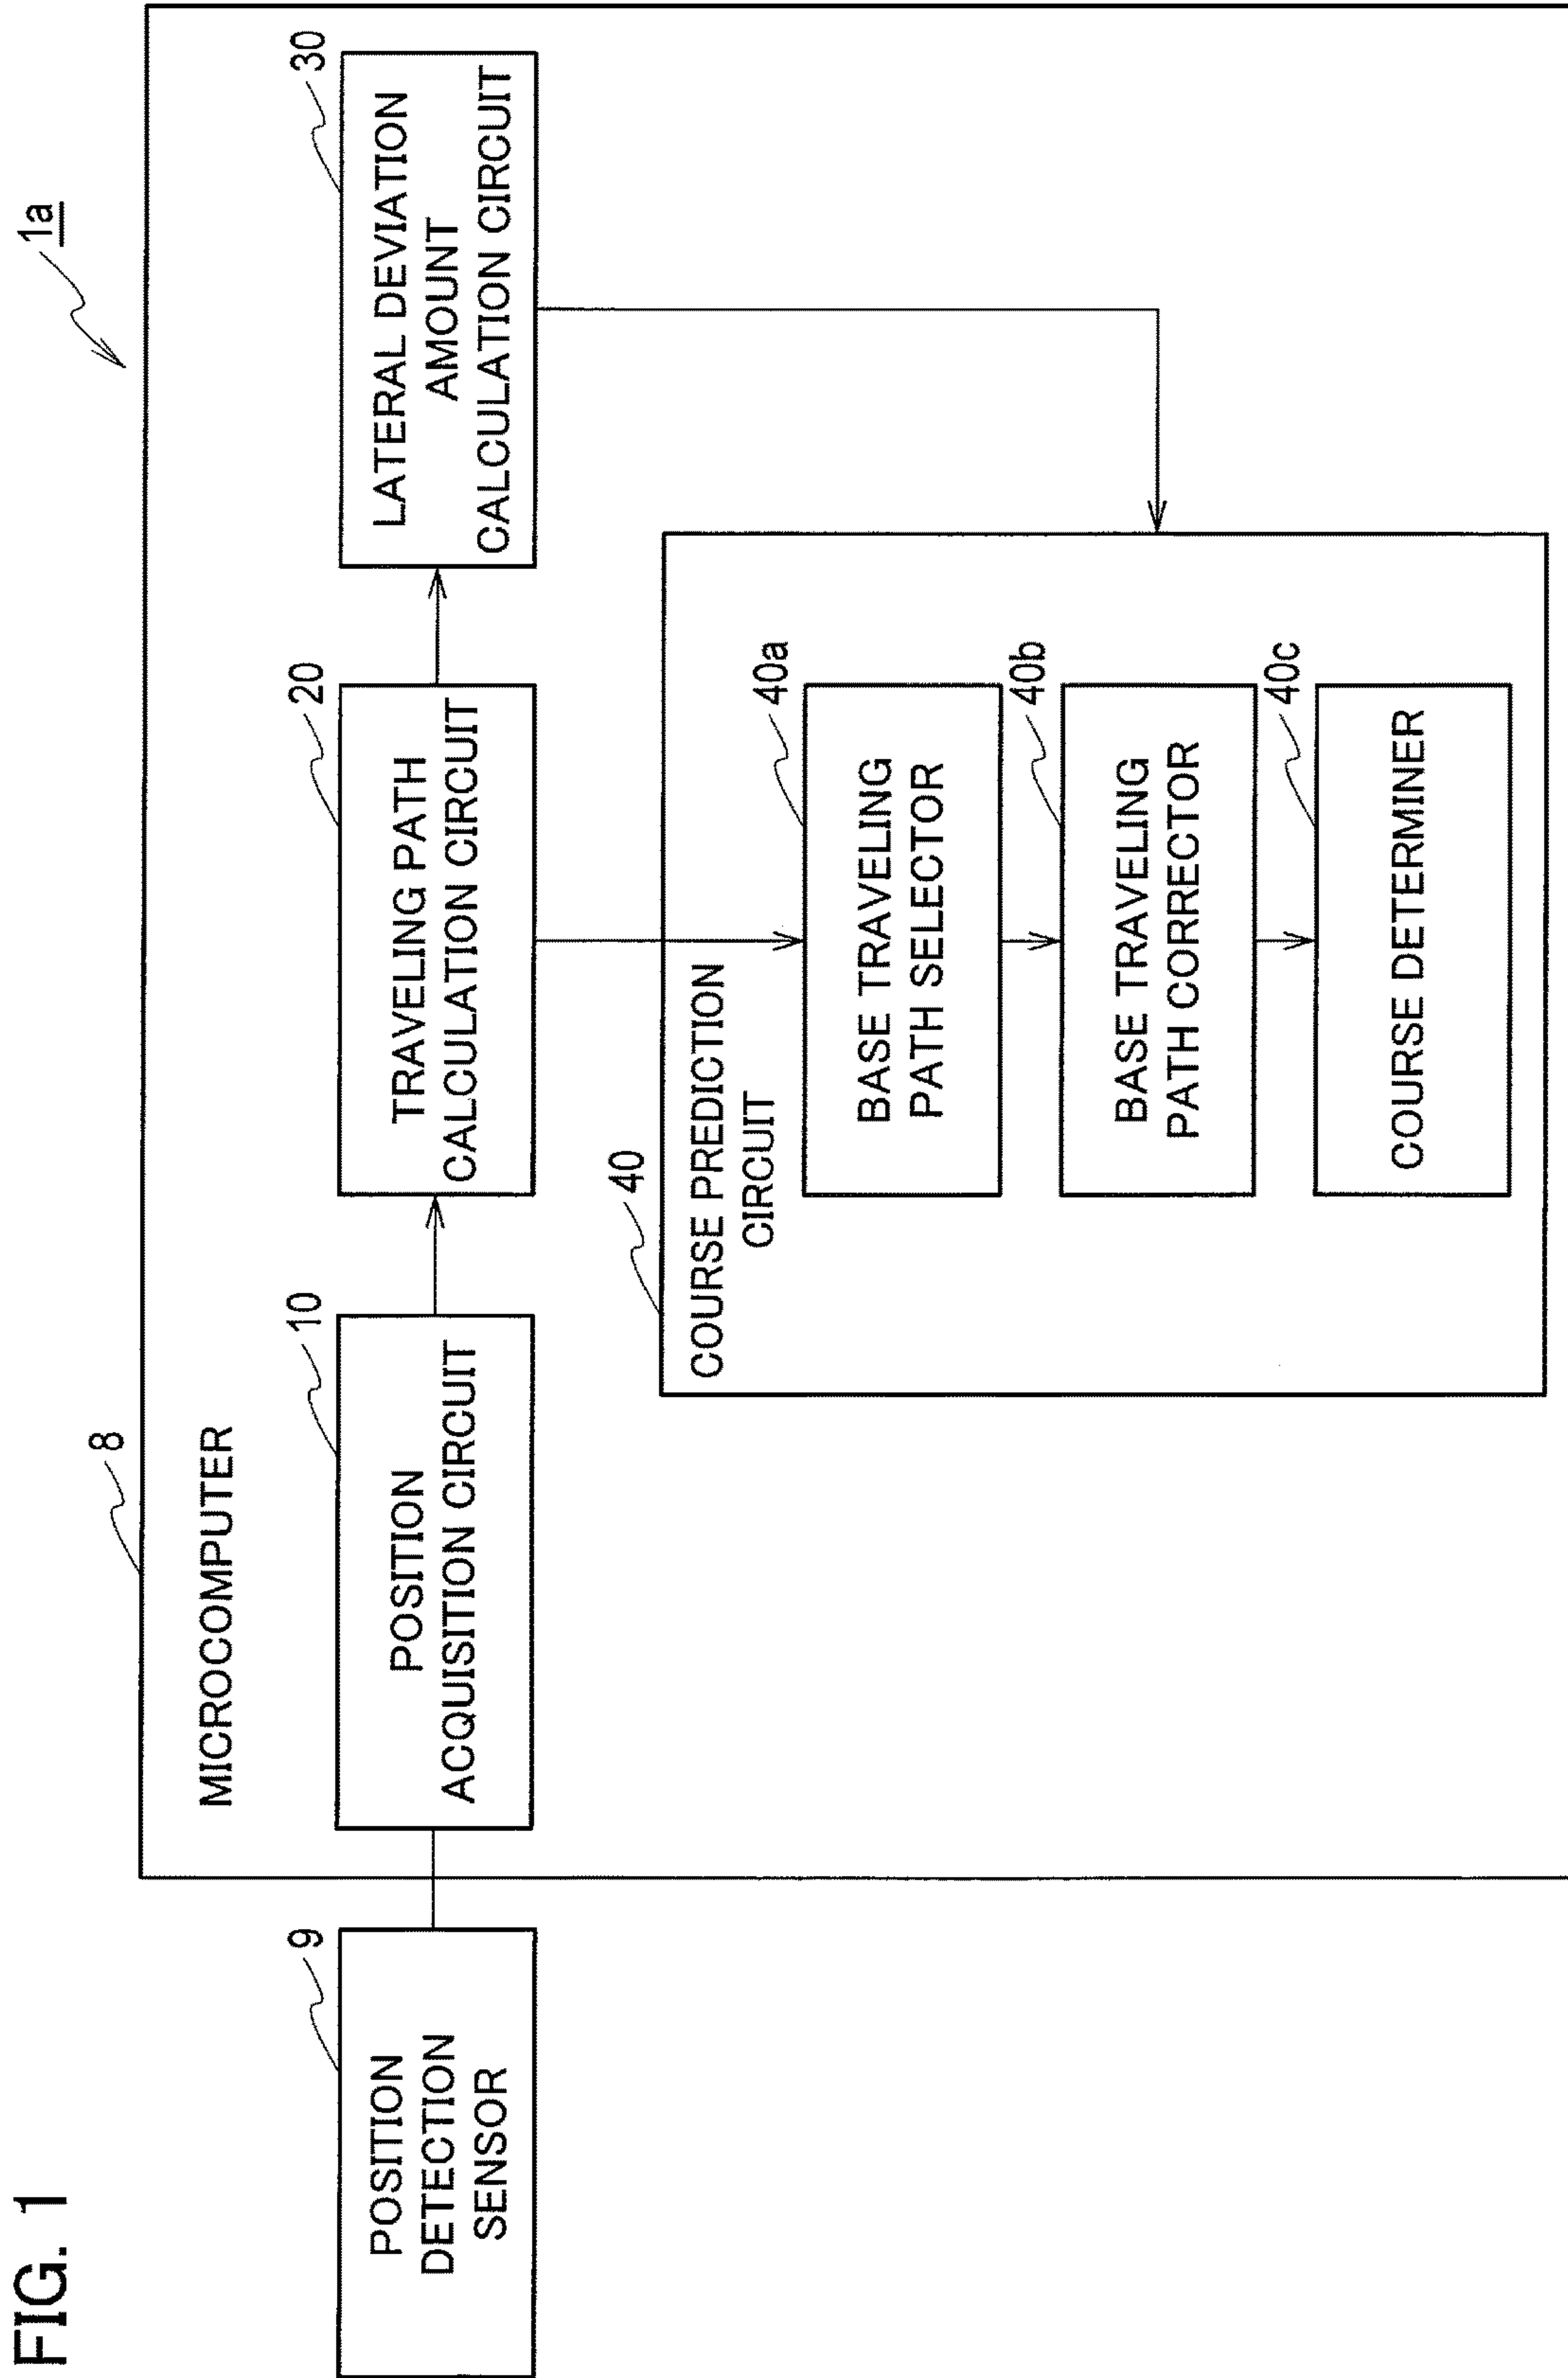 FIG. 1
1a
8
MICROCOMPUTER
9
POSITION
DETECTION
SENSOR
10
POSITION
ACQUISITION CIRCUIT
20
TRAVELING PATH
CALCULATION CIRCUIT
30
LATERAL DEVIATION
AMOUNT
CALCULATION CIRCUIT
40
COURSE PREDICTION
CIRCUIT
40a
BASE TRAVELING
PATH SELECTOR
40b
BASE TRAVELING
PATH CORRECTOR
40c
COURSE DETERMINER